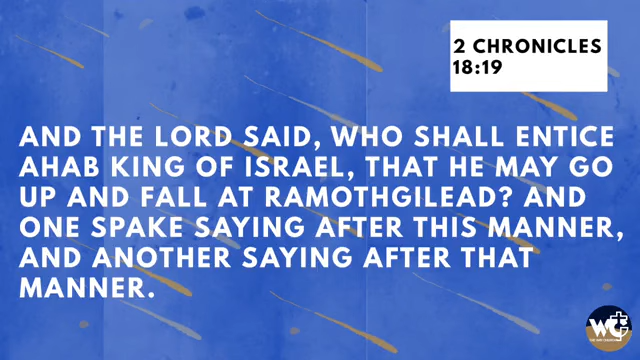 2 CHRONICLES
18:19
AND THE LORD SAID, WHO SHALL ENTICE
AHAB KING OF ISRAEL, THAT HE MAY GO
UP AND FALL AT RAMOTHGILEAD? AND
ONE SPAKE SAYING AFTER THIS MANNER,
AND ANOTHER SAYING AFTER THAT
MANNER.